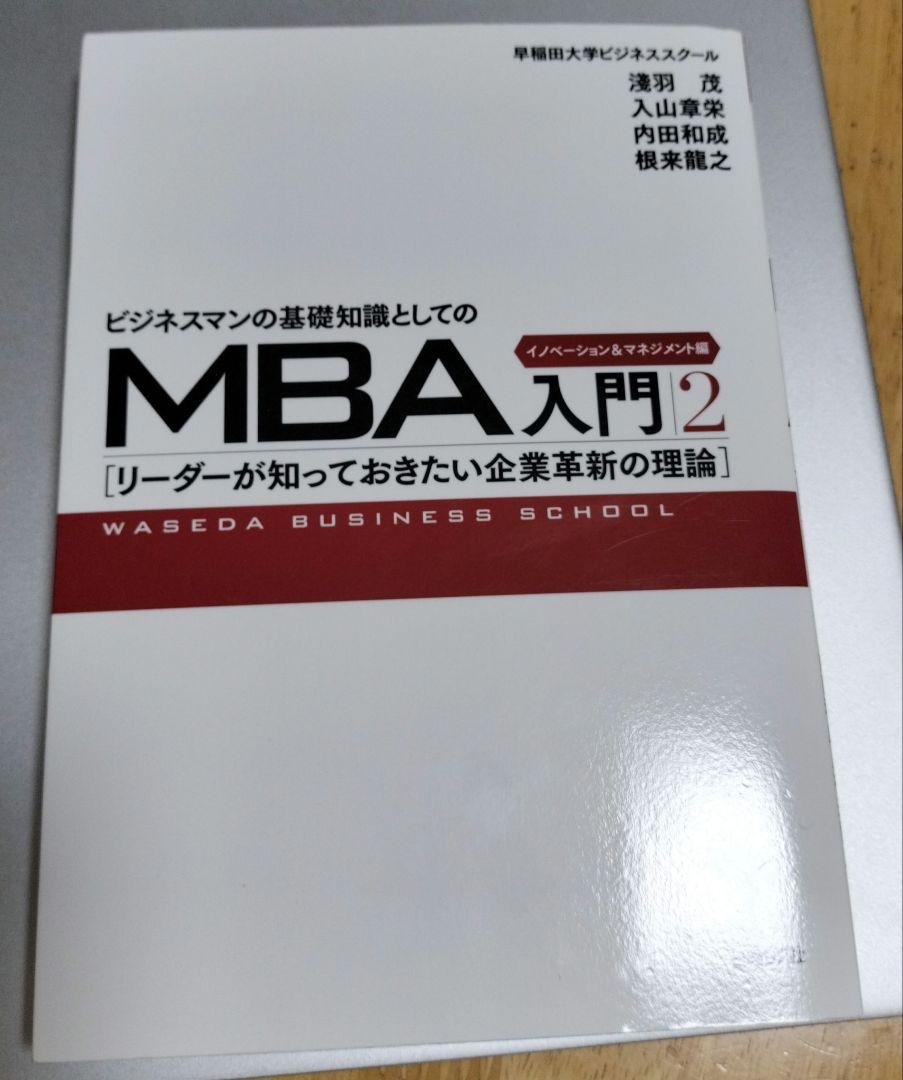 早稲田大学ビジネススクール
淺羽 茂
入山章栄
内田和成
根来龍之
ビジネスマンの基礎知識としての
イノベーション&マネジメント編
MBA入門2
[リーダーが知っておきたい企業革新の理論]
WASEDA BUSINESS SCHOOL